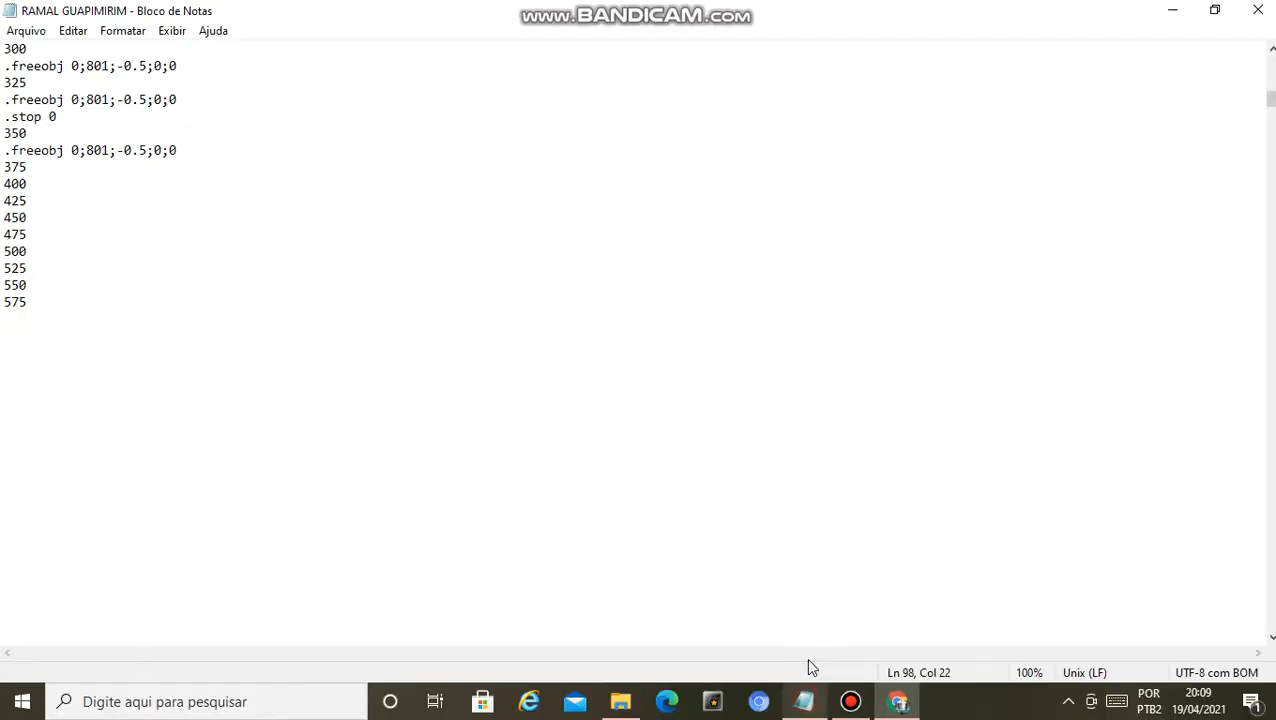 RAMAL GUAPIMIRIM - Bloco de Notas
www.BANDICAM.com
Arquivo Editar Formatar Exibir Ajuda
300
.freeobj 0;801;-0.5;0;0
325
.freeobj 0;801;-0.5;0;0
.stop 0
350
.freeobj 0;801;-0.5;0;0
375
400
425
450
475
500
525
550
575
Ln 98, Col 22 100% Unix (LF) UTF-8 com BOM
Digite aqui para pesquisar
POR
PTB2
20:09
19/04/2021
1